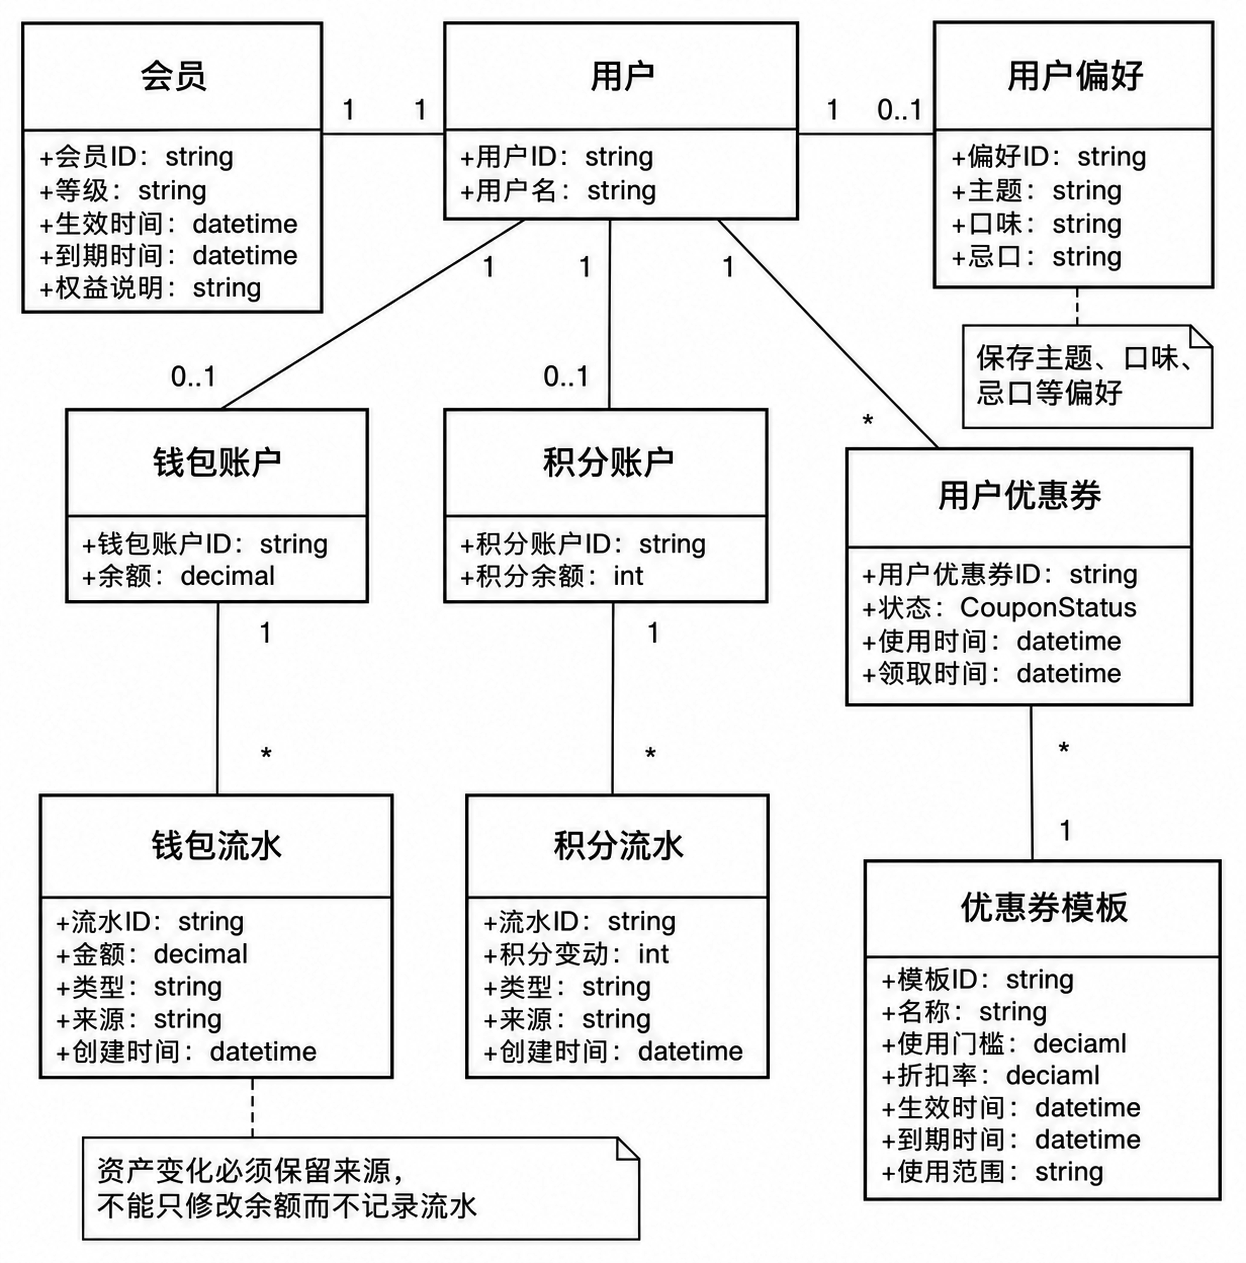 会员
+会员ID：string
+等级：string
+生效时间：datetime
+到期时间：datetime
+权益说明：string
1
1
用户
+用户ID：string
+用户名：string
1
0..1
用户偏好
+偏好ID：string
+主题：string
+口味：string
+忌口：string
保存主题、口味、
忌口等偏好
1
1
1
0..1
0..1
*
钱包账户
+钱包账户ID：string
+余额：decimal
积分账户
+积分账户ID：string
+积分余额：int
用户优惠券
+用户优惠券ID：string
+状态：CouponStatus
+使用时间：datetime
+领取时间：datetime
1
*
1
*
*
1
钱包流水
+流水ID：string
+金额：decimal
+类型：string
+来源：string
+创建时间：datetime
积分流水
+流水ID：string
+积分变动：int
+类型：string
+来源：string
+创建时间：datetime
优惠券模板
+模板ID：string
+名称：string
+使用门槛：deciaml
+折扣率：deciaml
+生效时间：datetime
+到期时间：datetime
+使用范围：string
资产变化必须保留来源，
不能只修改余额而不记录流水